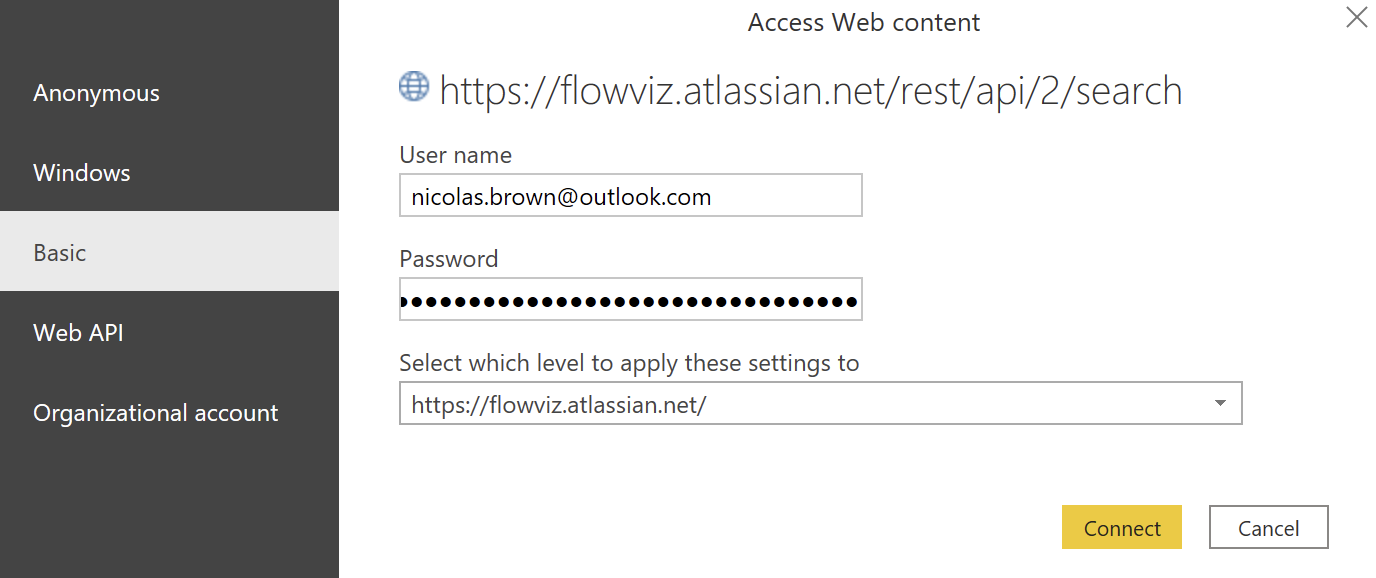 Access Web content
Anonymous
Windows
Basic
Web API
Organizational account
https://flowviz.atlassian.net/rest/api/2/search
User name
nicolas.brown@outlook.com
Password
Select which level to apply these settings to
https://flowviz.atlassian.net/
Connect
Cancel